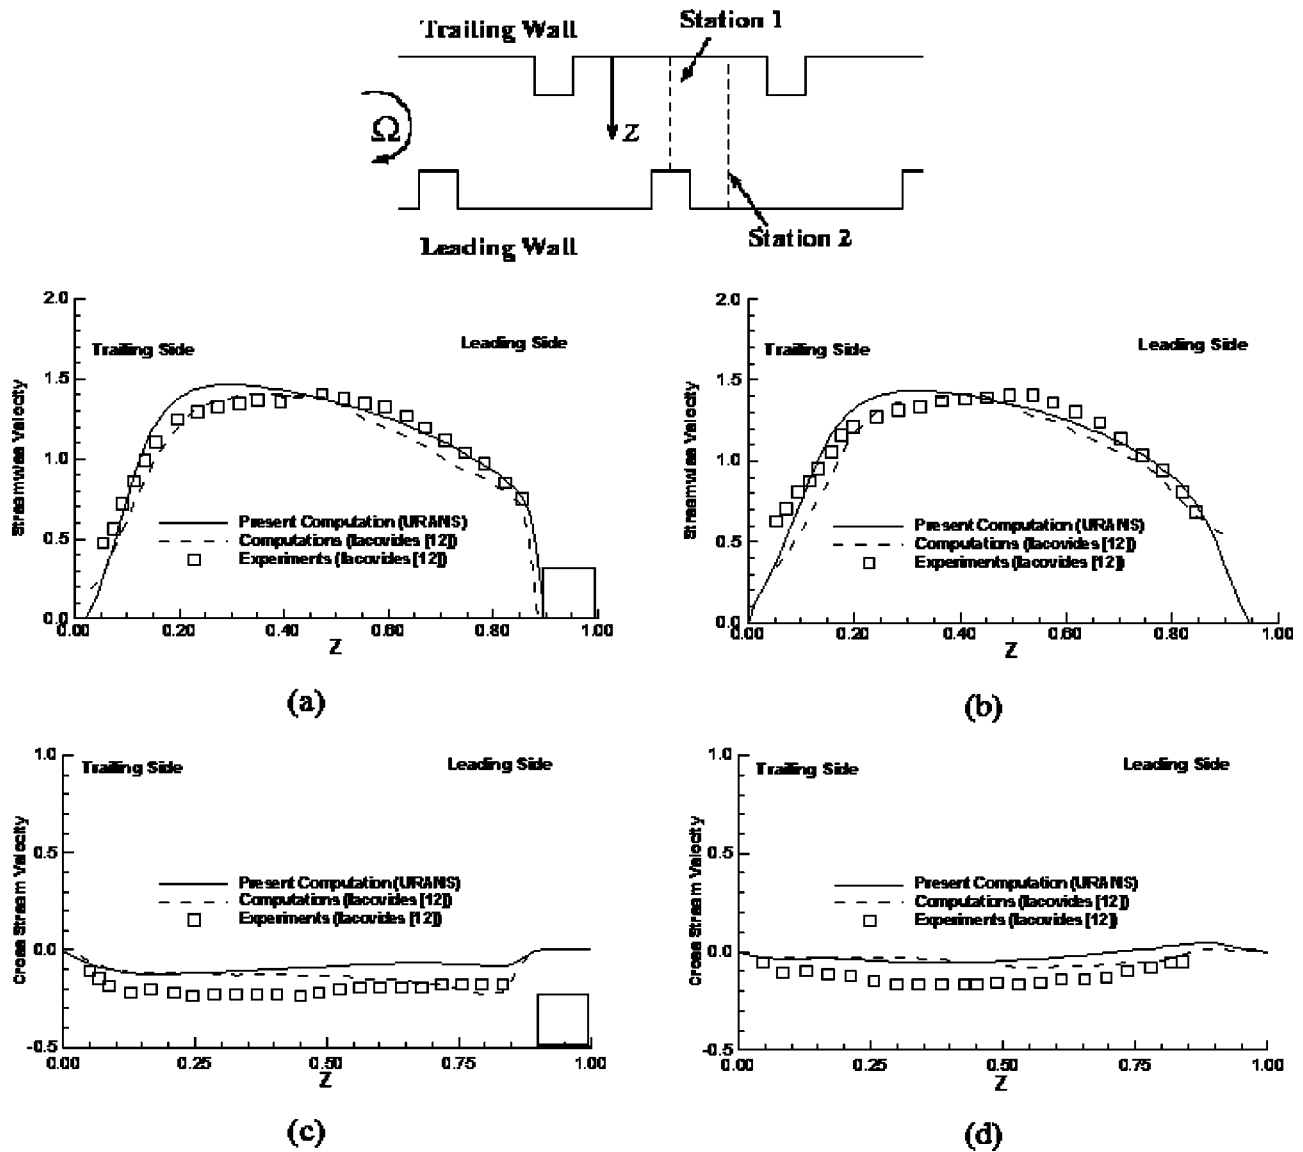 Station 1
Trailing Wall
Ω
Z
Station 2
Leading Wall
2.0
Leading Side
Trailing Side
1.5
Streamwise Velocity
1.0
Present Computation (URANS)
Computations (Iacovides [12])
Experiments (Iacovides [12])
0.5
0.0
0.00 0.20 0.40 0.60 0.80 1.00
Z
(a)
2.0
Leading Side
Trailing Side
1.5
Streamwise Velocity
1.0
Present Computation (URANS)
Computations (Iacovides [12])
Experiments (Iacovides [12])
0.5
0.0
0.00 0.20 0.40 0.60 0.80 1.00
Z
(b)
1.0
Trailing Side
Leading Side
0.5
Cross Stream Velocity
Present Computation (URANS)
Computations (Iacovides [12])
Experiments (Iacovides [12])
0.0
-0.5
0.00 0.25 0.50 0.75 1.00
Z
(c)
1.0
Trailing Side
Leading Side
0.5
Cross Stream Velocity
Present Computation (URANS)
Computations (Iacovides [12])
Experiments (Iacovides [12])
0.0
-0.5
0.00 0.25 0.50 0.75 1.00
Z
(d)